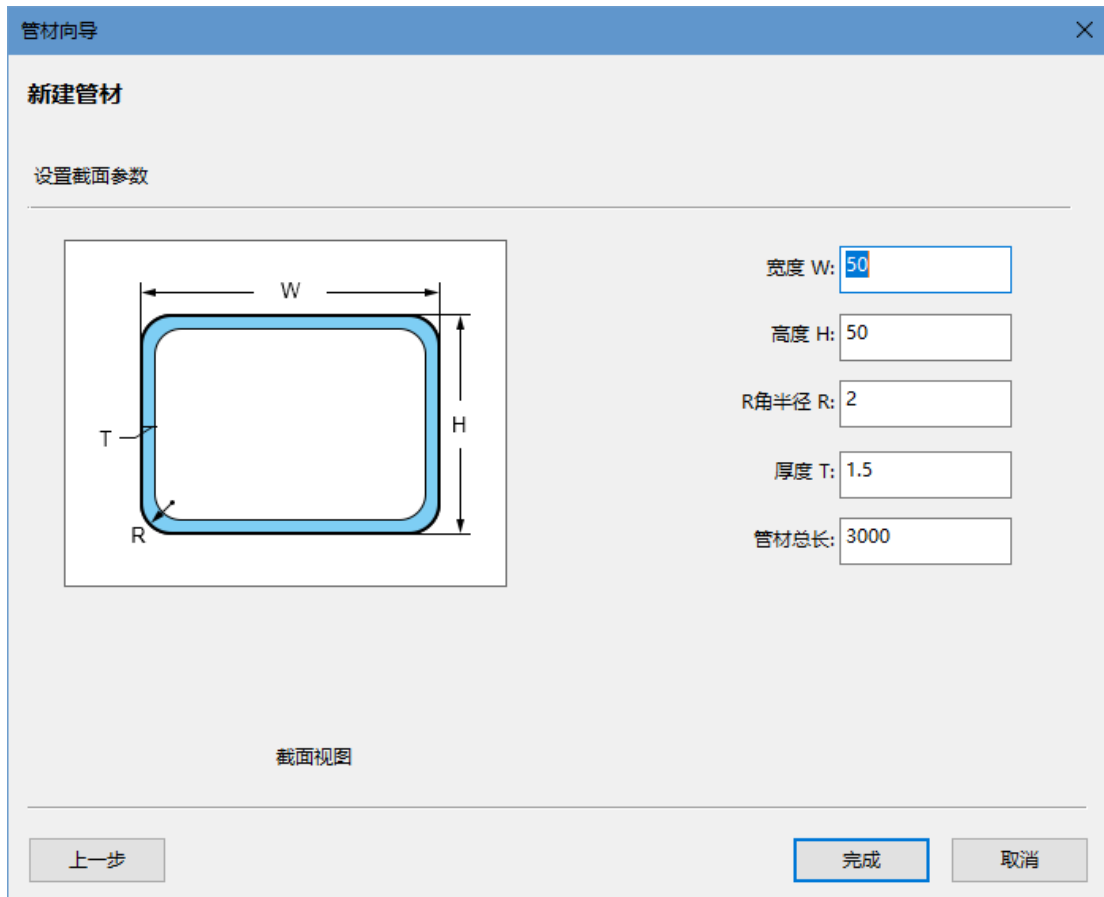 管材向导
新建管材
设置截面参数
W
H
T
R
宽度 W: 50
高度 H: 50
R角半径 R: 2
厚度 T: 1.5
管材总长: 3000
截面视图
上一步
完成
取消